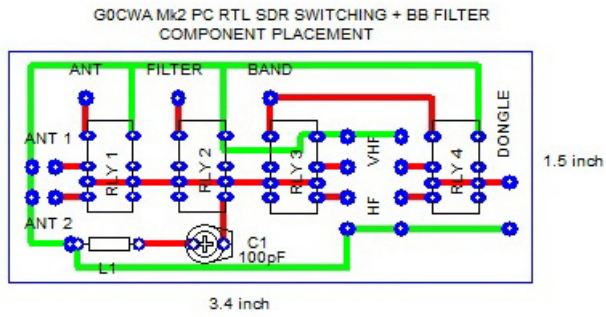 G0CWA Mk2 PC RTL SDR SWITCHING + BB FILTER
COMPONENT PLACEMENT
ANT FILTER BAND
ANT 1
RLY 1
RLY 2
RLY 3
VHF
RLY 4
DONGLE
1.5 inch
HF
ANT 2
L1
C1
100pF
3.4 inch